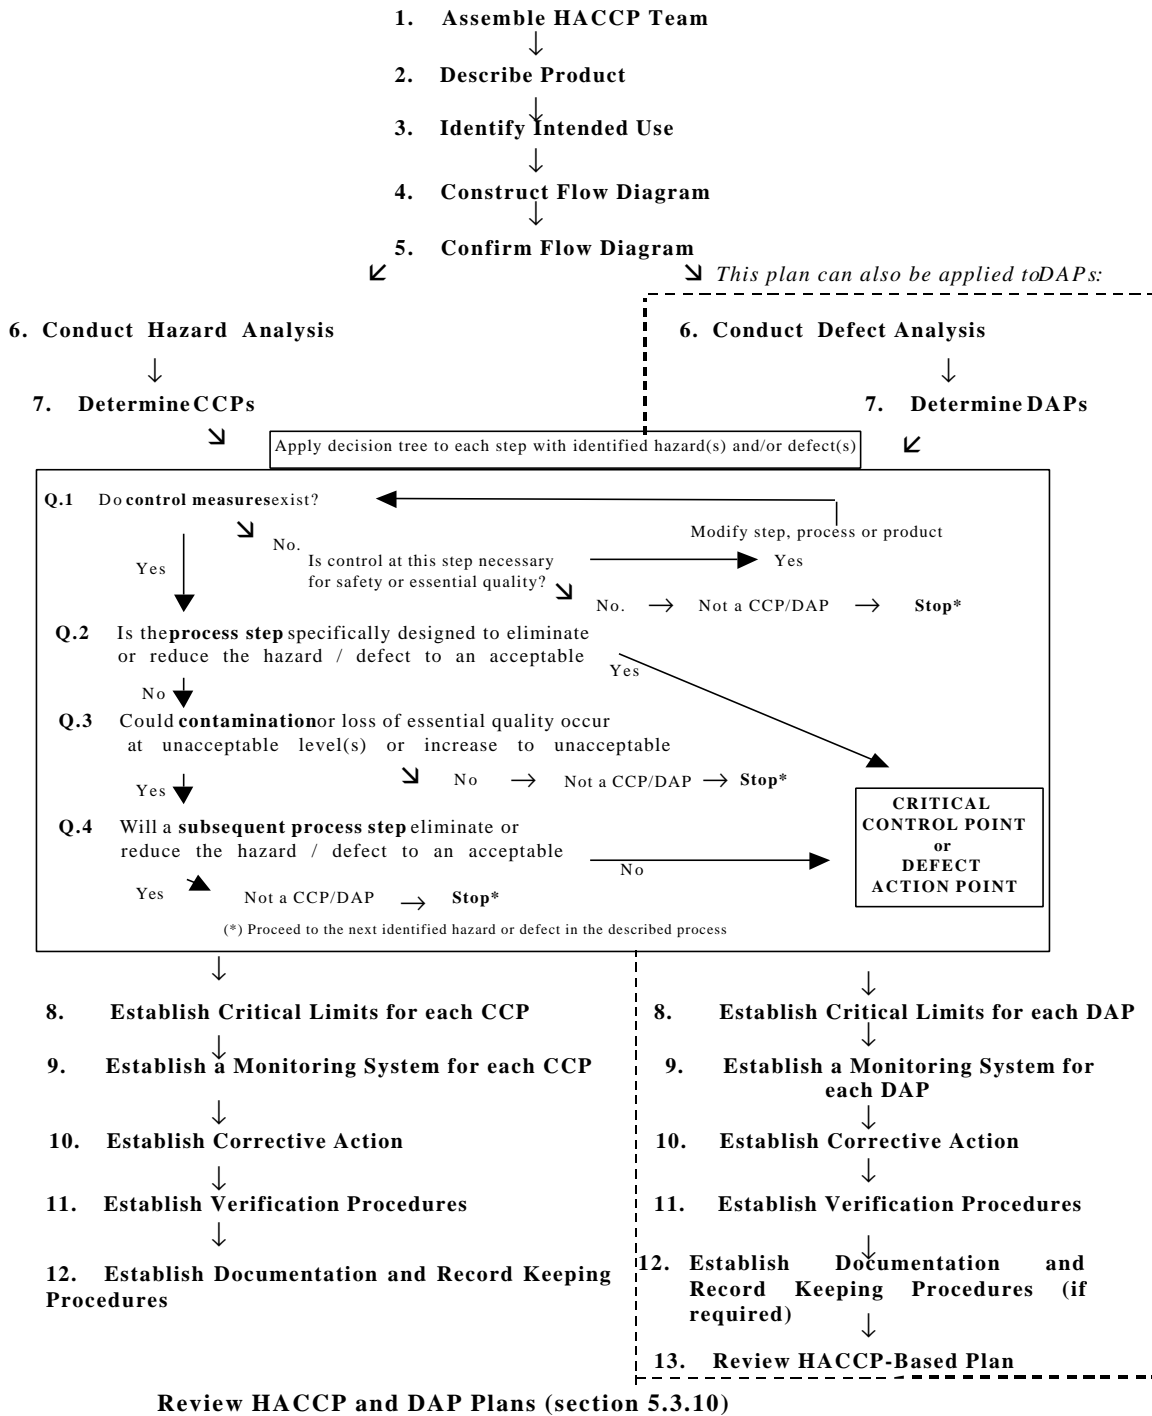 1. Assemble HACCP Team
2. Describe Product
3. Identify Intended Use
4. Construct Flow Diagram
5. Confirm Flow Diagram
This plan can also be applied toDAPs:
6. Conduct Hazard Analysis
6. Conduct Defect Analysis
7. Determine CCPs
7. Determine DAPs
Apply decision tree to each step with identified hazard(s) and/or defect(s)
Q.1 Do control measures exist?
Modify step, process or product
No.
Yes
Is control at this step necessary
for safety or essential quality?
Yes
No. → Not a CCP/DAP → Stop*
Q.2 Is the process step specifically designed to eliminate
or reduce the hazard / defect to an acceptable
Yes
No
Q.3 Could contamination or loss of essential quality occur
at unacceptable level(s) or increase to unacceptable
No → Not a CCP/DAP → Stop*
Yes
Q.4 Will a subsequent process step eliminate or
reduce the hazard / defect to an acceptable
No
CRITICAL
CONTROL POINT
or
DEFECT
ACTION POINT
Yes
Not a CCP/DAP → Stop*
(*) Proceed to the next identified hazard or defect in the described process
8. Establish Critical Limits for each CCP
9. Establish a Monitoring System for each CCP
10. Establish Corrective Action
11. Establish Verification Procedures
12. Establish Documentation and Record Keeping
Procedures
8. Establish Critical Limits for each DAP
9. Establish a Monitoring System for
each DAP
10. Establish Corrective Action
11. Establish Verification Procedures
12. Establish Documentation and
Record Keeping Procedures (if
required)
13. Review HACCP-Based Plan
Review HACCP and DAP Plans (section 5.3.10)